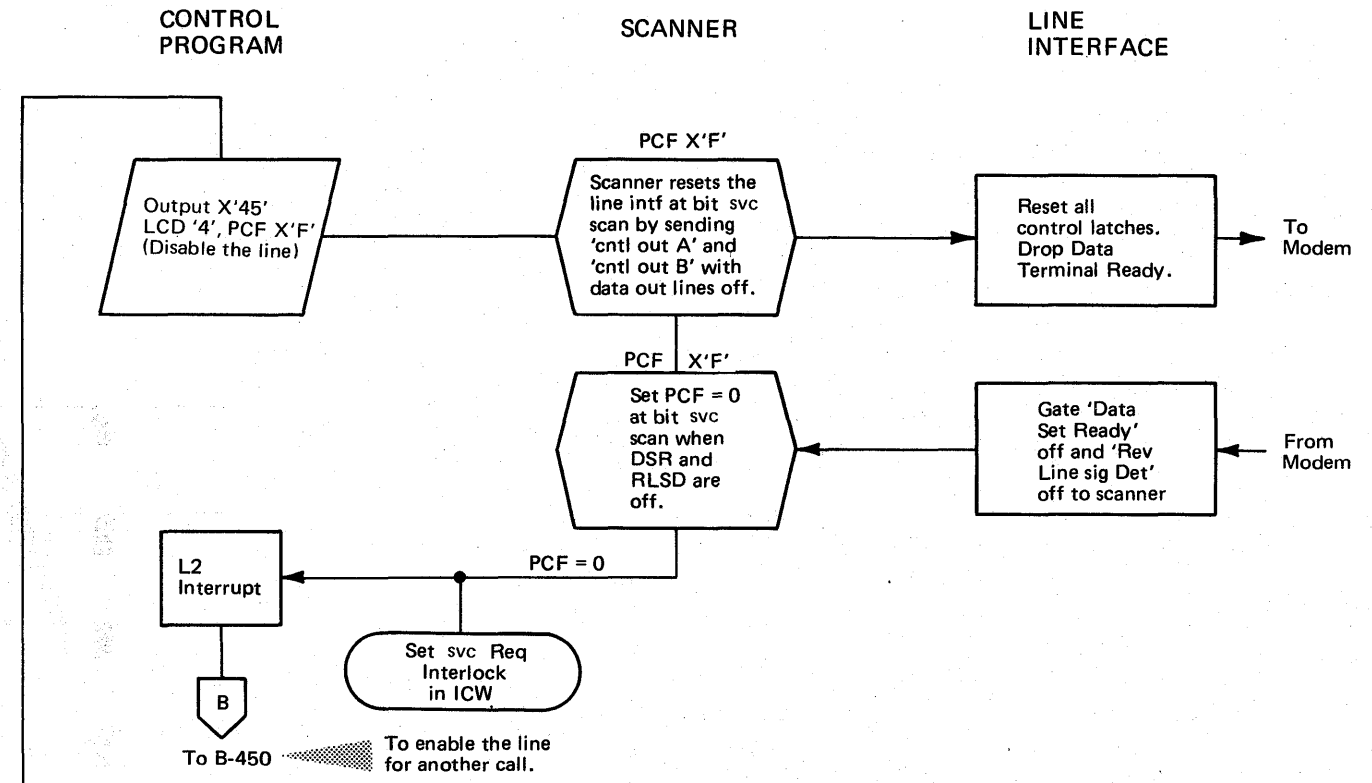 CONTROL
PROGRAM
SCANNER
LINE
INTERFACE
PCF X'F'
Output X'45'
LCD '4', PCF X'F'
(Disable the line)
Scanner resets the
line intf at bit svc
scan by sending
'cntl out A' and
'cntl out B' with
data out lines off.
Reset all
control latches.
Drop Data
Terminal Ready.
To
Modem
PCF X'F'
Set PCF = 0
at bit svc
scan when
DSR and
RLSD are
off.
Gate 'Data
Set Ready'
off and 'Rev
Line sig Det'
off to scanner
From
Modem
PCF = 0
L2
Interrupt
Set svc Req
Interlock
in ICW
B
To B-450
To enable the line
for another call.